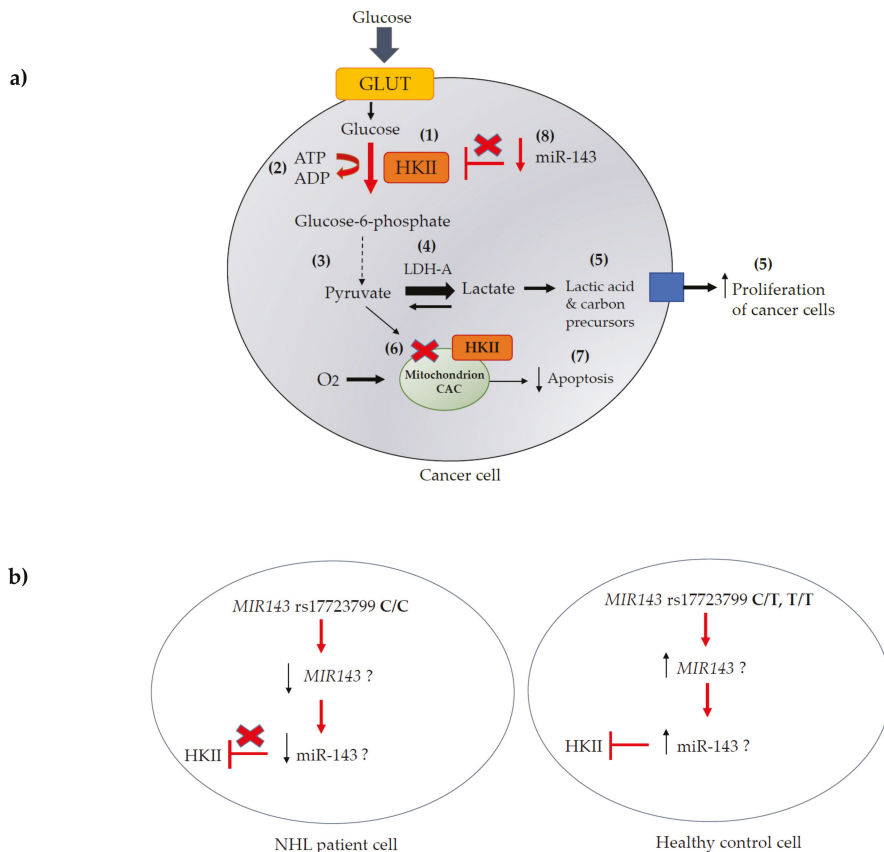 a)
Glucose
GLUT
Glucose
(1)
(2)
ATP
ADP
HKII
(8)
miR-143
Glucose-6-phosphate
(3)
(4)
LDH-A
Pyruvate
Lactate
(5)
Lactic acid
& carbon
precursors
(5)
Proliferation
of cancer cells
(6)
HKII
O2
Mitochondrion
CAC
(7)
Apoptosis
Cancer cell
b)
MIR143 rs17723799 C/C
MIR143 ?
HKII
miR-143 ?
NHL patient cell
MIR143 rs17723799 C/T, T/T
MIR143 ?
HKII
miR-143 ?
Healthy control cell